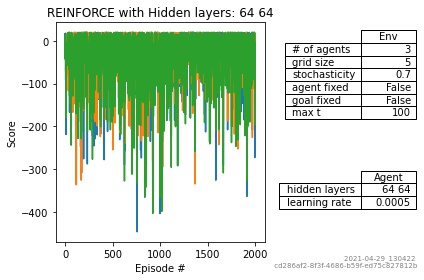 REINFORCE with Hidden layers: 64 64
0
−100
−200
−300
−400
Score
0 500 1000 1500 2000
Episode #
Env
# of agents 3
grid size 5
stochasticity 0.7
agent fixed False
goal fixed False
max t 100
Agent
hidden layers 64 64
learning rate 0.0005
2021-04-29_130422
cd286af2-8f3f-4686-b59f-ed75c827812b